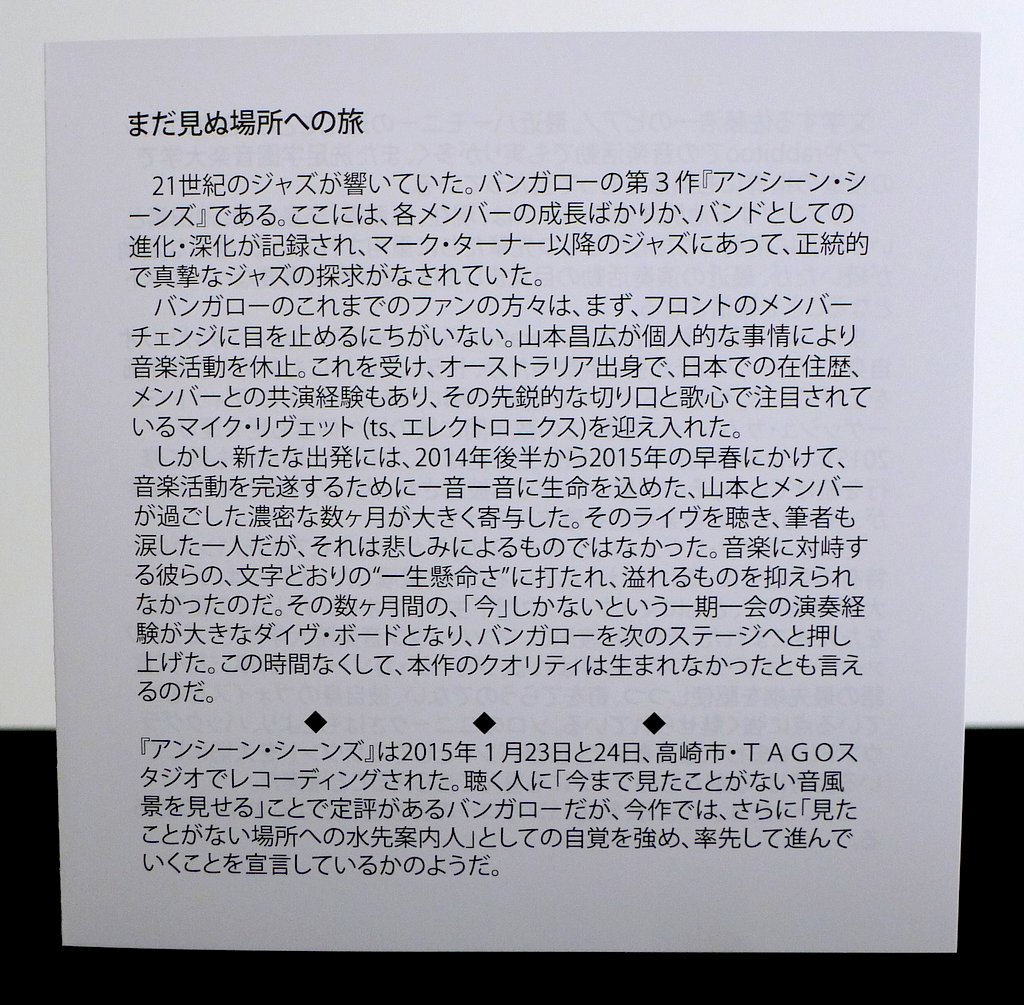 まだ見ぬ場所への旅
21世紀のジャズが響いていた。バンガローの第3作『アンシーン・シ
ーンズ』である。ここには、各メンバーの成長ばかりか、バンドとしての
進化・深化が記録され、マーク・ターナー以降のジャズにあって、正統的
で真摯なジャズの探求がなされていた。
バンガローのこれまでのファンの方々は、まず、フロントのメンバー
チェンジに目を止めるにちがいない。山本昌広が個人的な事情により
音楽活動を休止。これを受け、オーストラリア出身で、日本での在住歴、
メンバーとの共演経験もあり、その先鋭的な切り口と歌心で注目されて
いるマイク・リヴェット (ts、エレクトロニクス)を迎え入れた。
しかし、新たな出発には、2014年後半から2015年の早春にかけて、
音楽活動を完遂するために一音一音に生命を込めた、山本とメンバー
が過ごした濃密な数ヶ月が大きく寄与した。そのライヴを聴き、筆者も
涙した一人だが、それは悲しみによるものではなかった。音楽に対峙す
る彼らの、文字どおりの“一生懸命さ”に打たれ、溢れるものを抑えられ
なかったのだ。その数ヶ月間の、「今」しかないという一期一会の演奏経
験が大きなダイヴ・ボードとなり、バンガローを次のステージへと押し
上げた。この時間なくして、本作のクオリティは生まれなかったとも言え
るのだ。
◆ ◆ ◆
『アンシーン・シーンズ』は2015年1月23日と24日、高崎市・ＴＡＧＯス
タジオでレコーディングされた。聴く人に「今まで見たことがない音風
景を見せる」ことで定評があるバンガローだが、今作では、さらに「見た
ことがない場所への水先案内人」としての自覚を強め、率先して進んで
いくことを宣言しているかのようだ。